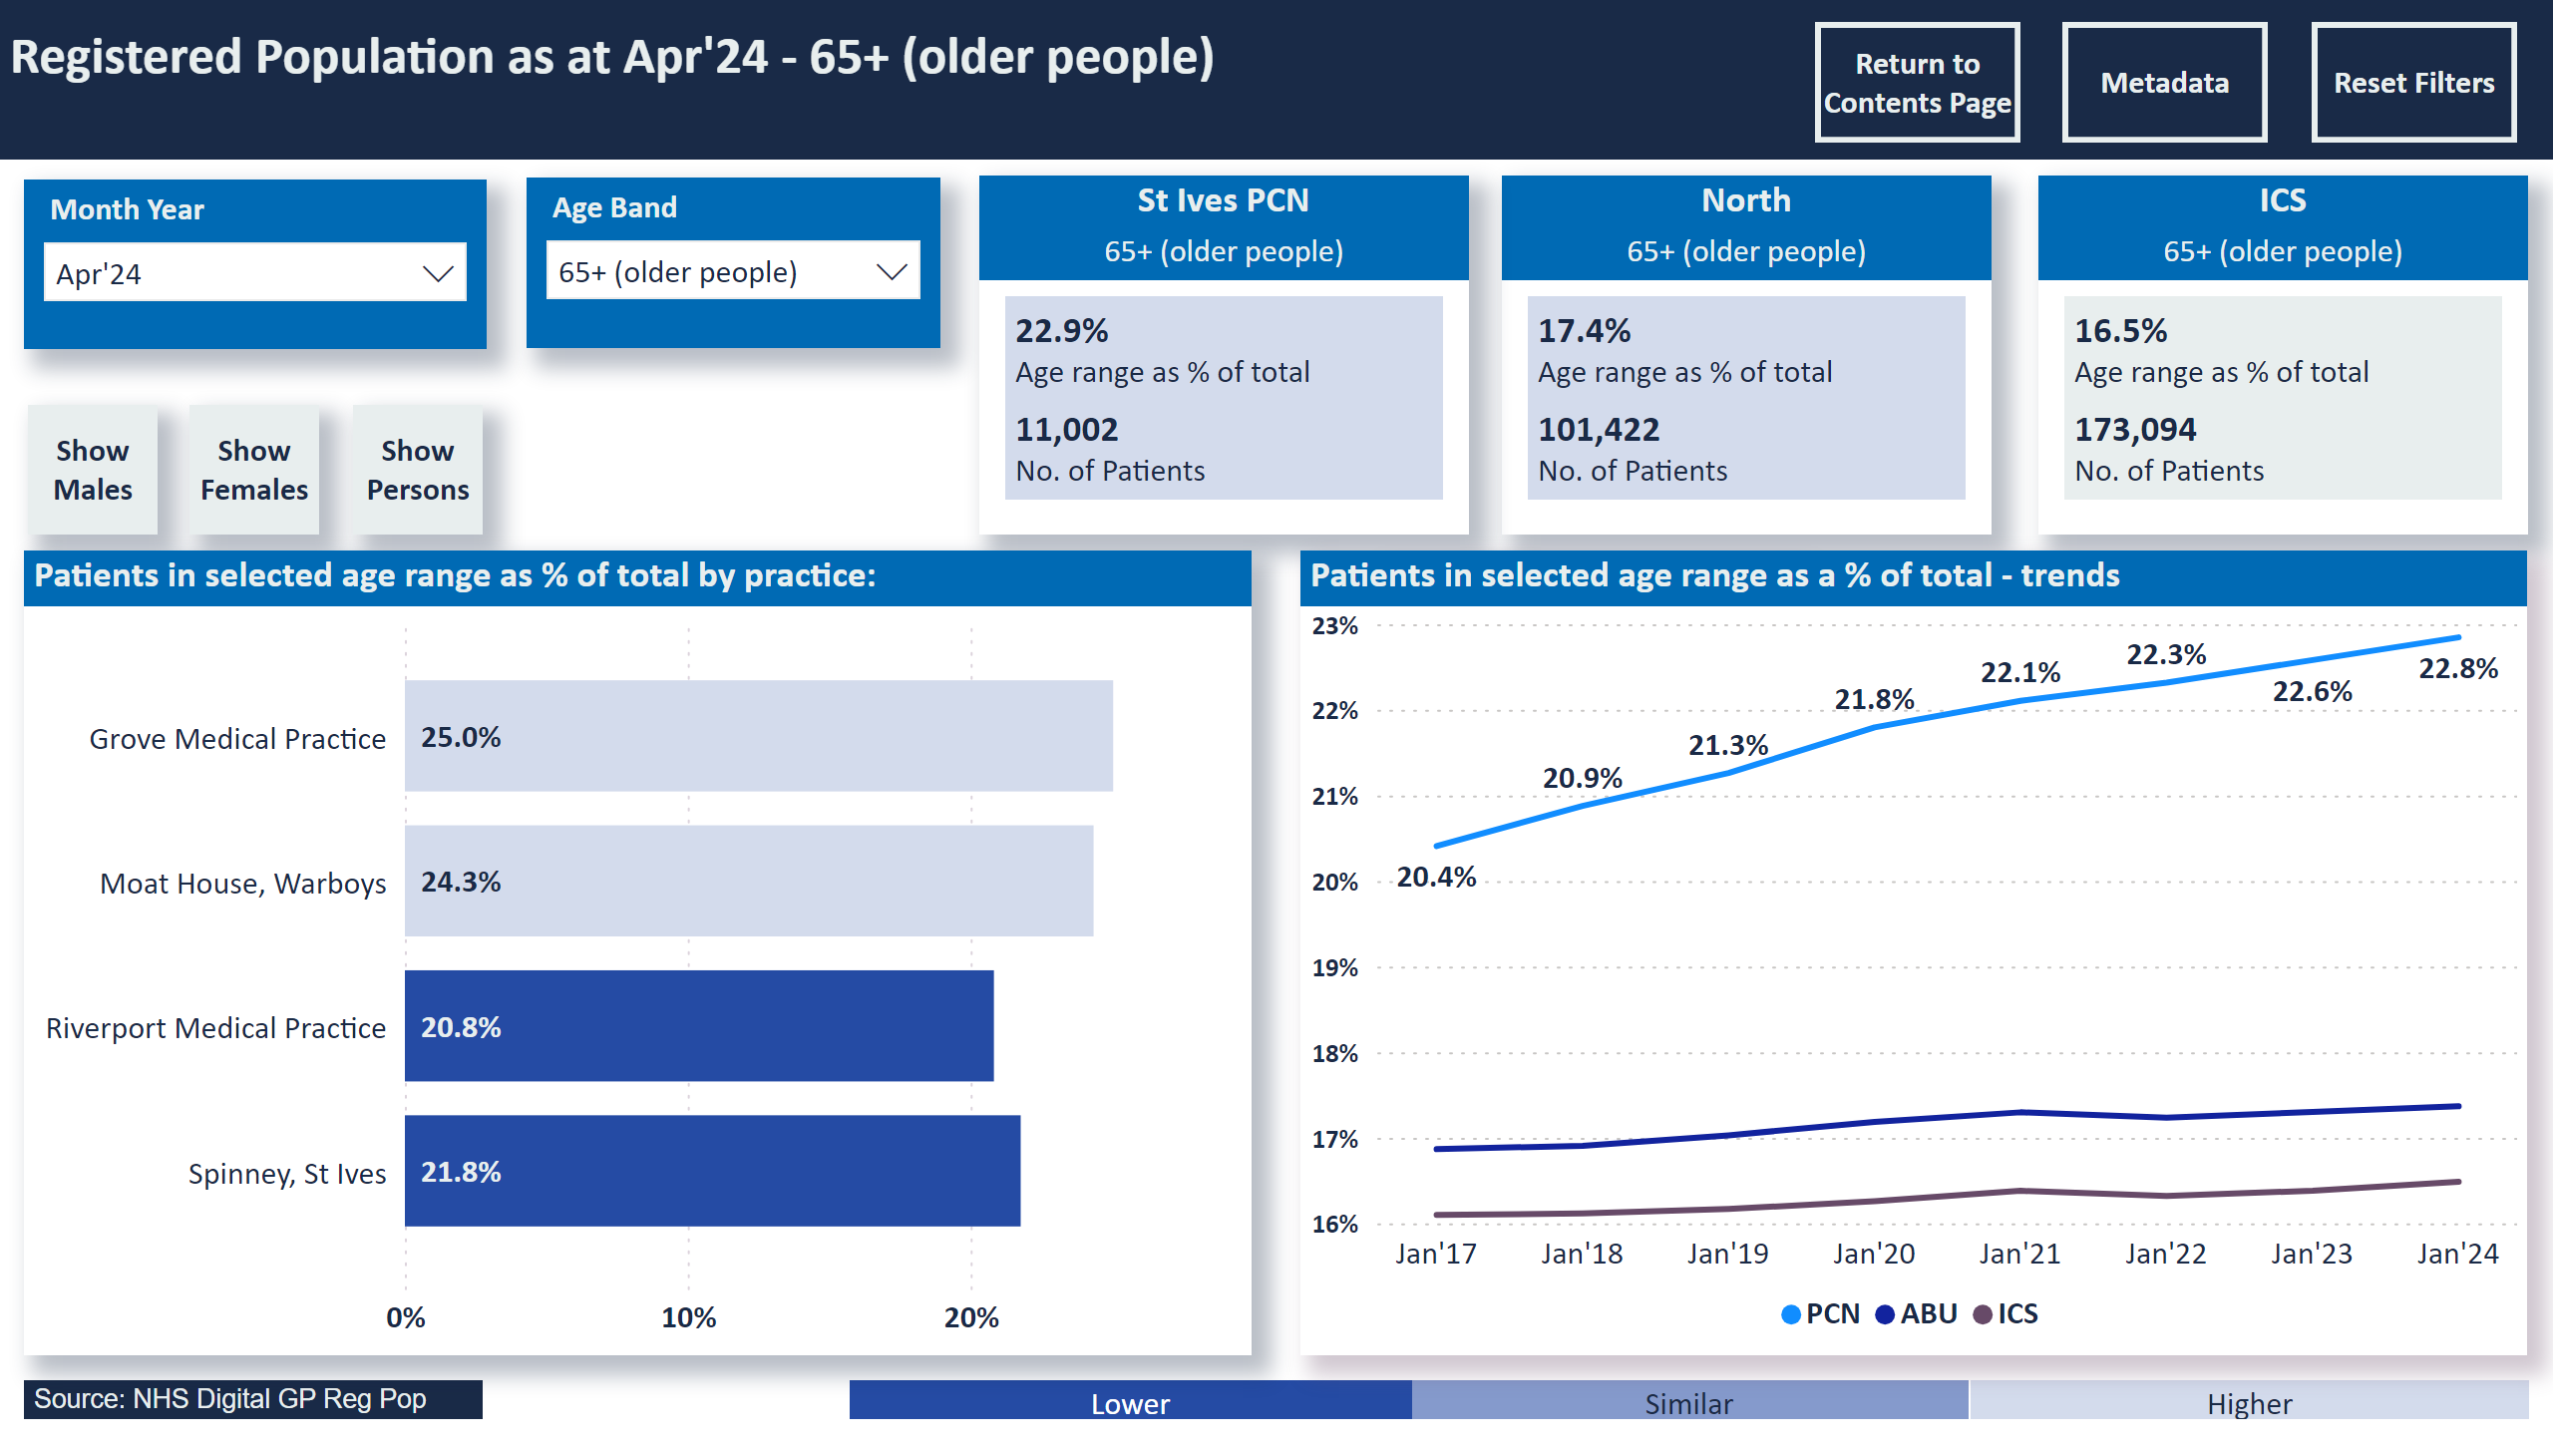 Registered Population as at Apr'24 - 65+ (older people)
Return to
Contents Page
Metadata
Reset Filters
Month Year
Apr'24
Age Band
65+ (older people)
St Ives PCN
65+ (older people)
22.9%
Age range as % of total
11,002
No. of Patients
North
65+ (older people)
17.4%
Age range as % of total
101,422
No. of Patients
ICS
65+ (older people)
16.5%
Age range as % of total
173,094
No. of Patients
Show
Males
Show
Females
Show
Persons
Patients in selected age range as % of total by practice:
Grove Medical Practice
25.0%
Moat House, Warboys
24.3%
Riverport Medical Practice
20.8%
Spinney, St Ives
21.8%
0%
10%
20%
Patients in selected age range as a % of total - trends
23%
22%
21%
20%
19%
18%
17%
16%
20.4%
20.9%
21.3%
21.8%
22.1%
22.3%
22.6%
22.8%
Jan'17
Jan'18
Jan'19
Jan'20
Jan'21
Jan'22
Jan'23
Jan'24
PCN
ABU
ICS
Source: NHS Digital GP Reg Pop
Lower
Similar
Higher